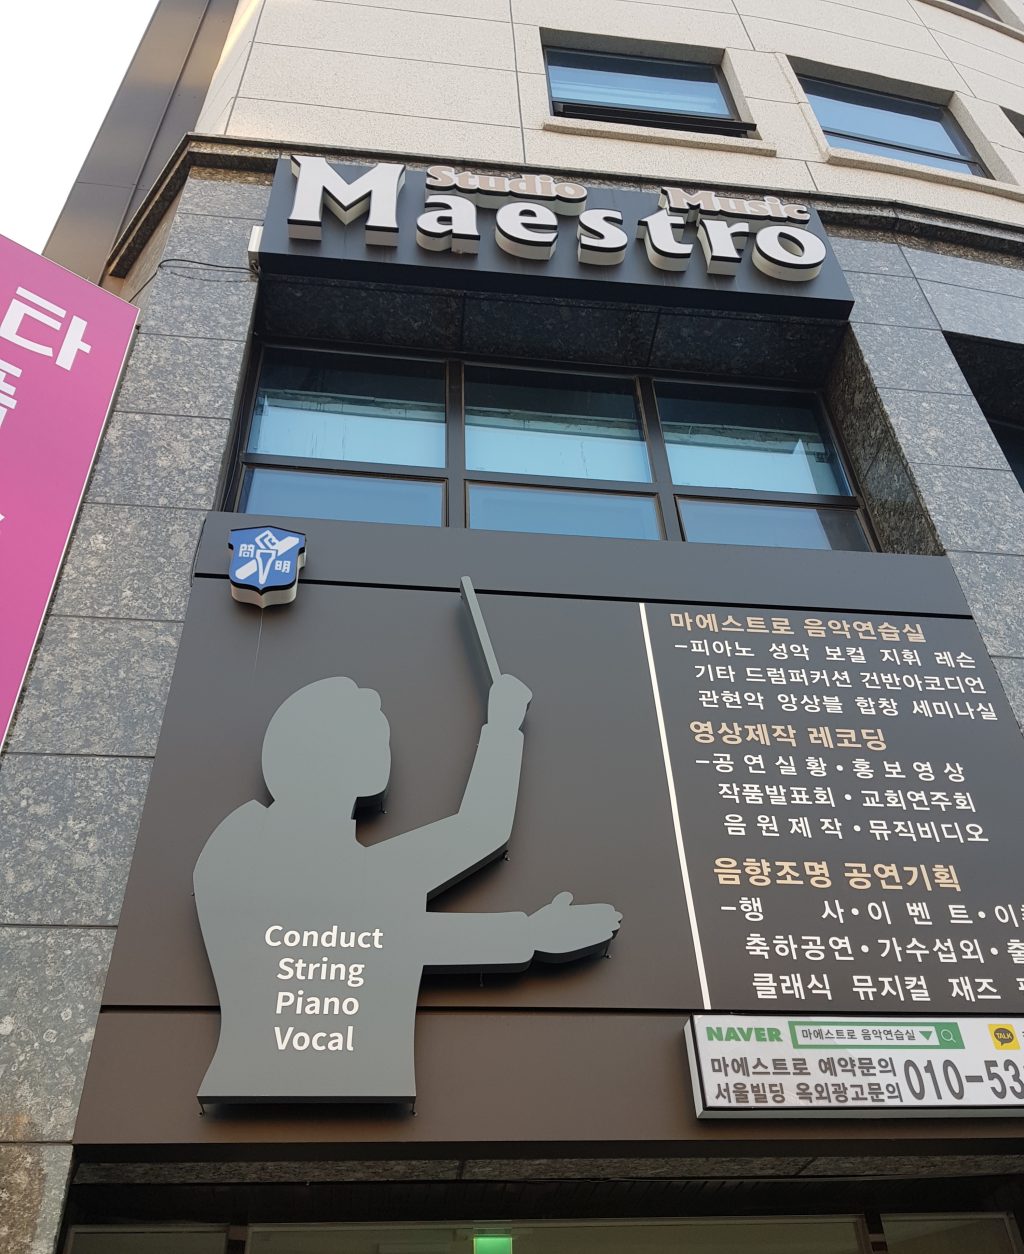 Studio Music
Maestro
타
問 明
마에스트로 음악연습실
-피아노 성악 보컬 지휘 레슨
기타 드럼퍼커션 건반아코디언
관현악 앙상블 합창 세미나실
영상제작 레코딩
-공연실황·홍보영상
작품발표회·교회연주회
음원제작·뮤직비디오
음향조명 공연기획
-행 사·이벤트·
축하공연·가수섭외·
클래식 뮤지컬 재즈
Conduct
String
Piano
Vocal
NAVER 마에스트로 음악연습실 TALK
마에스트로 예약문의
서울빌딩 옥외광고문의
010-53